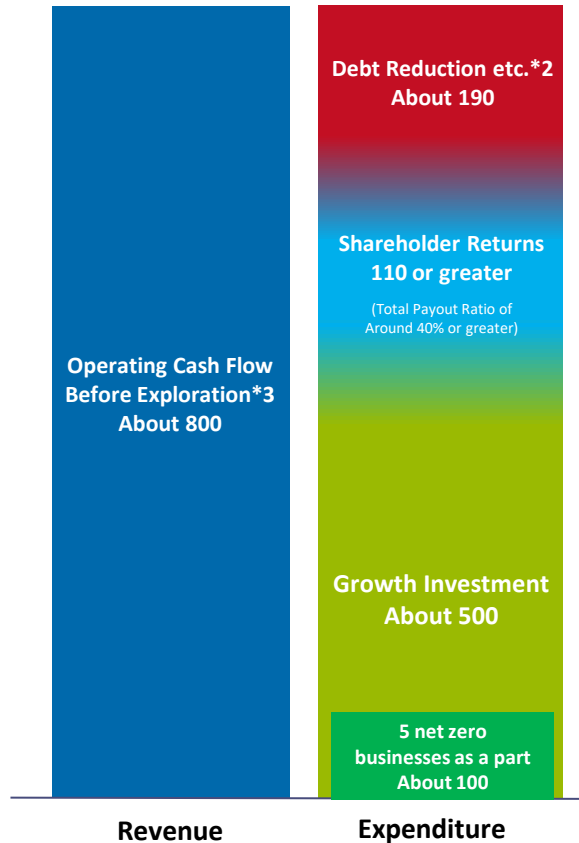 Debt Reduction etc.*2
About 190
Shareholder Returns
110 or greater
(Total Payout Ratio of
Around 40% or greater)
Operating Cash Flow
Before Exploration*3
About 800
Growth Investment
About 500
5 net zero
businesses as a part
About 100
Revenue
Expenditure